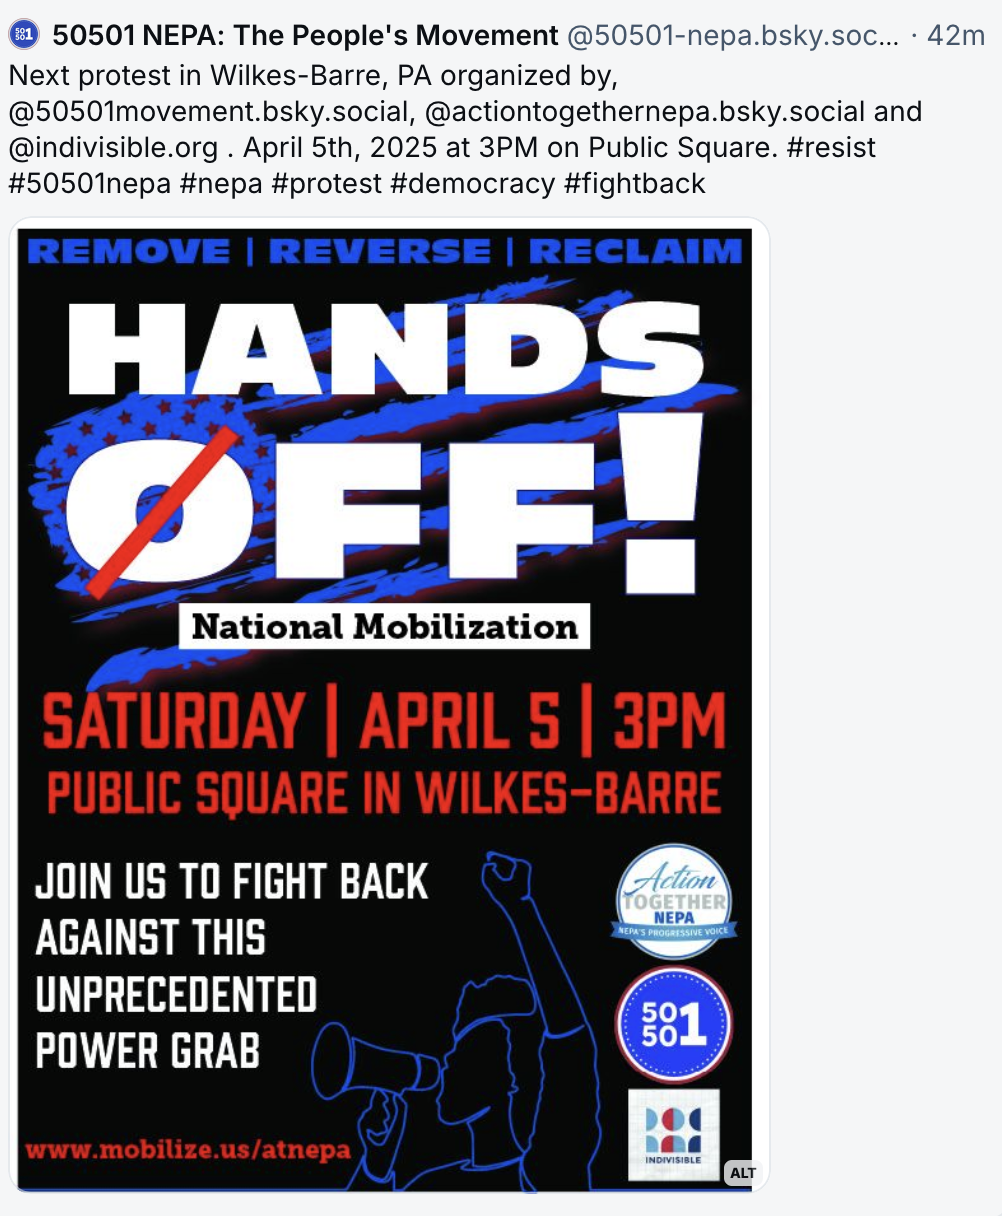 50501 NEPA: The People's Movement @50501-nepa.bsky.soc... · 42m
Next protest in Wilkes-Barre, PA organized by,
@50501movement.bsky.social, @actiontogethernepa.bsky.social and
@indivisible.org . April 5th, 2025 at 3PM on Public Square. #resist
#50501nepa #nepa #protest #democracy #fightback
REMOVE | REVERSE | RECLAIM
HANDS
OFF!
National Mobilization
SATURDAY | APRIL 5 | 3PM
PUBLIC SQUARE IN WILKES-BARRE
JOIN US TO FIGHT BACK
AGAINST THIS
UNPRECEDENTED
POWER GRAB
www.mobilize.us/atnepa
Action
TOGETHER
NEPA
NEPA'S PROGRESSIVE VOICE
50
501
INDIVISIBLE
ALT